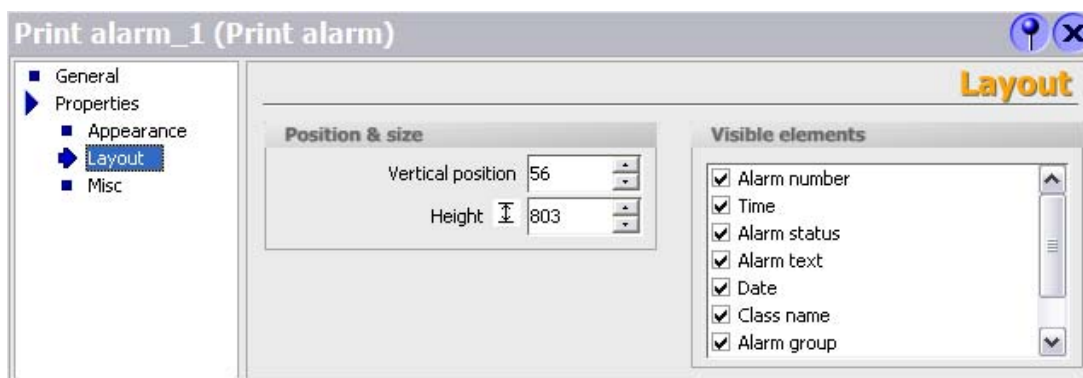 Print alarm_1 (Print alarm)
General
Properties
Appearance
Layout
Misc
Layout
Position & size
Vertical position 56
Height 803
Visible elements
Alarm number
Time
Alarm status
Alarm text
Date
Class name
Alarm group